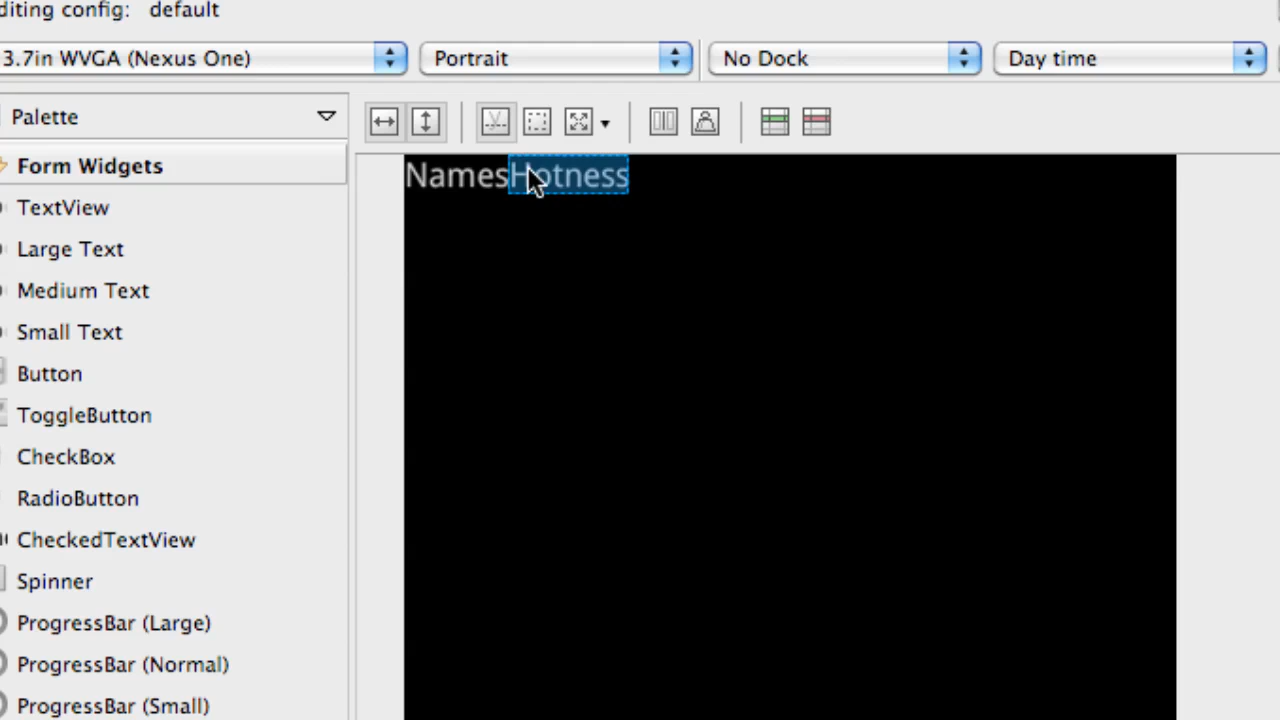 diting config: default
3.7in WVGA (Nexus One) Portrait No Dock Day time
Palette
Form Widgets
NamesHotness
TextView
Large Text
Medium Text
Small Text
Button
ToggleButton
CheckBox
RadioButton
CheckedTextView
Spinner
ProgressBar (Large)
ProgressBar (Normal)
ProgressBar (Small)